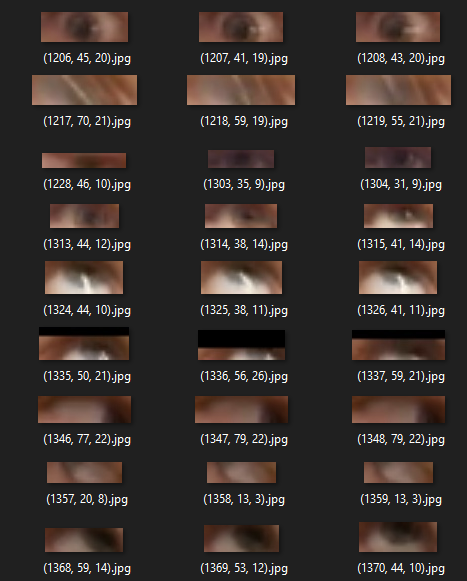 (1206, 45, 20).jpg (1207, 41, 19).jpg (1208, 43, 20).jpg
(1217, 70, 21).jpg (1218, 59, 19).jpg (1219, 55, 21).jpg
(1228, 46, 10).jpg (1303, 35, 9).jpg (1304, 31, 9).jpg
(1313, 44, 12).jpg (1314, 38, 14).jpg (1315, 41, 14).jpg
(1324, 44, 10).jpg (1325, 38, 11).jpg (1326, 41, 11).jpg
(1335, 50, 21).jpg (1336, 56, 26).jpg (1337, 59, 21).jpg
(1346, 77, 22).jpg (1347, 79, 22).jpg (1348, 79, 22).jpg
(1357, 20, 8).jpg (1358, 13, 3).jpg (1359, 13, 3).jpg
(1368, 59, 14).jpg (1369, 53, 12).jpg (1370, 44, 10).jpg